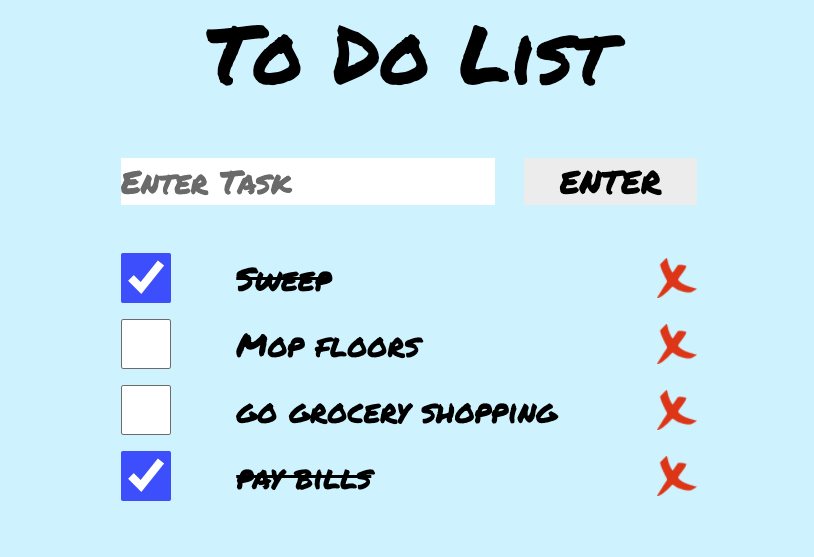 To Do List
Enter Task
ENTER
Sweep
Mop floors
go grocery shopping
pay bills